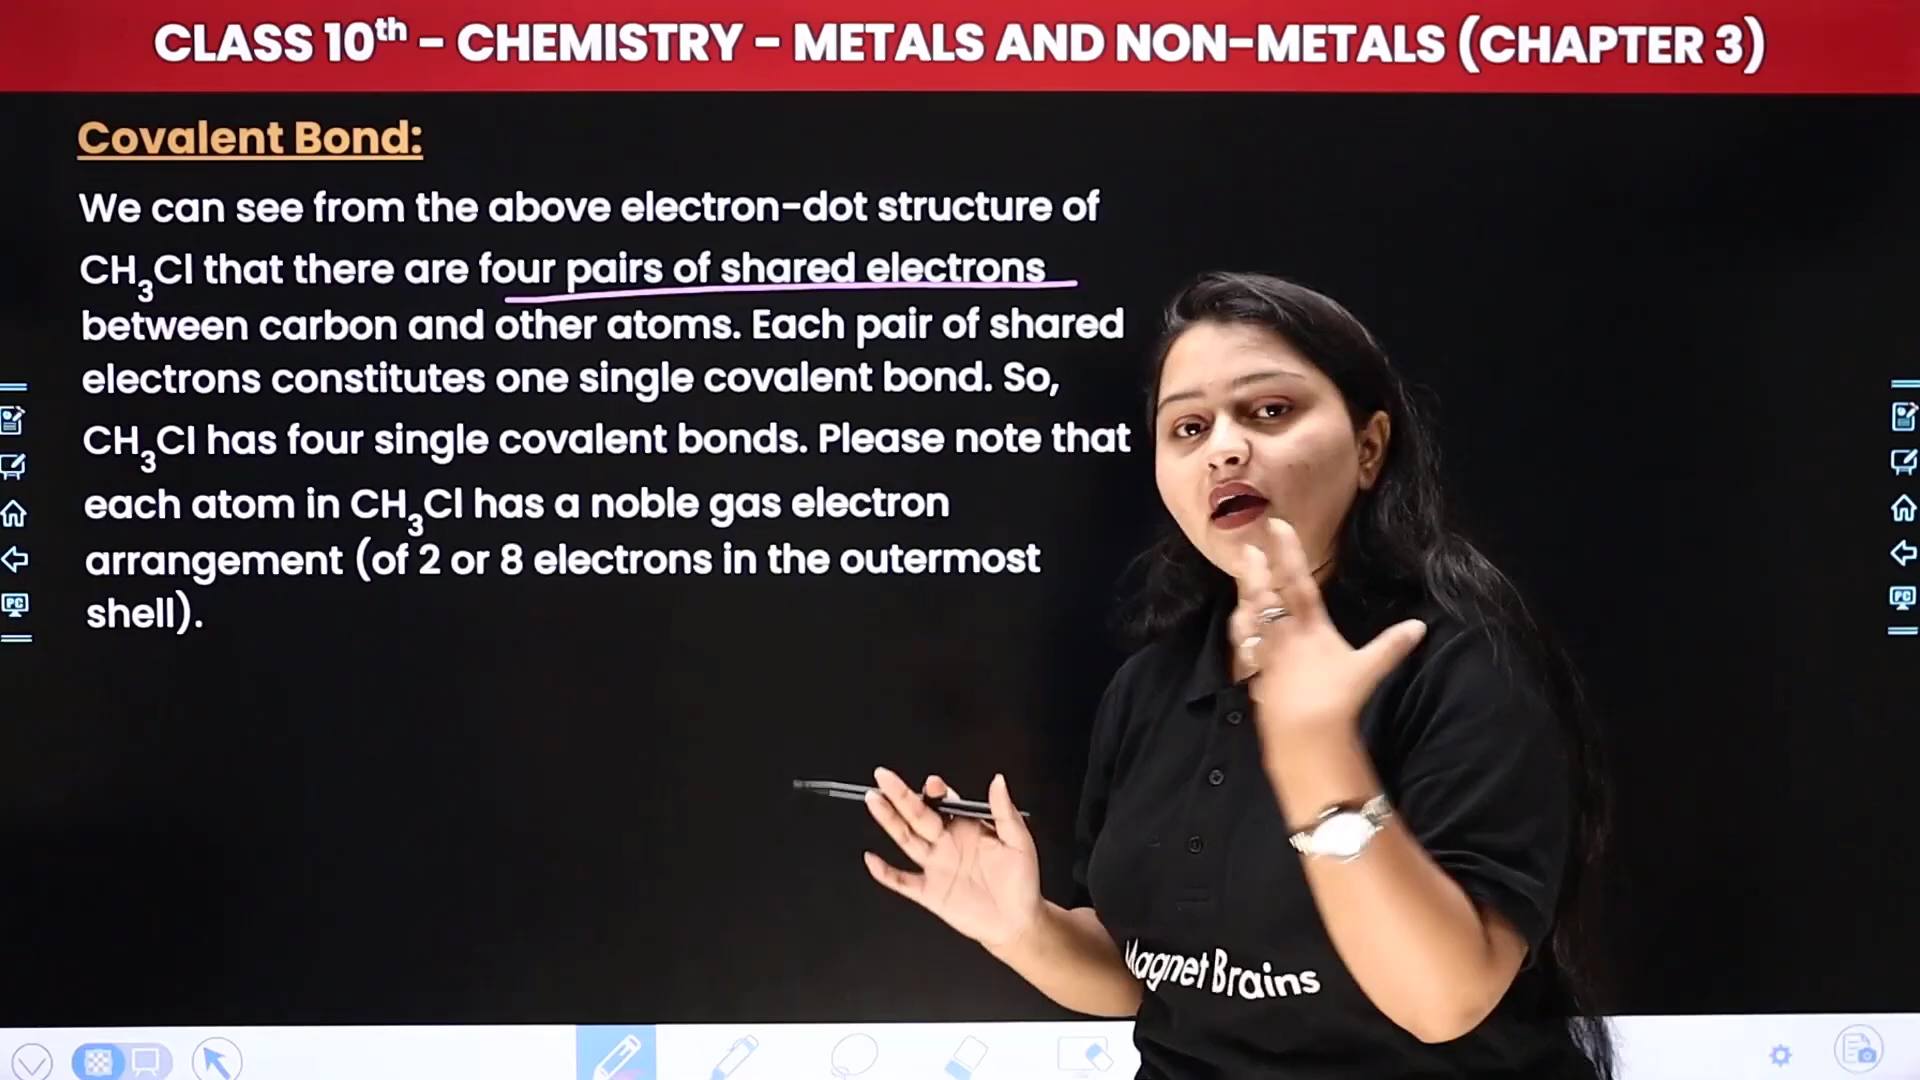 CLASS 10th - CHEMISTRY - METALS AND NON-METALS (CHAPTER 3)
Covalent Bond:
We can see from the above electron-dot structure of
CH3Cl that there are four pairs of shared electrons
between carbon and other atoms. Each pair of shared
electrons constitutes one single covalent bond. So,
CH3Cl has four single covalent bonds. Please note that
each atom in CH3Cl has a noble gas electron
arrangement (of 2 or 8 electrons in the outermost
shell).
PC
PC
Magnet Brains